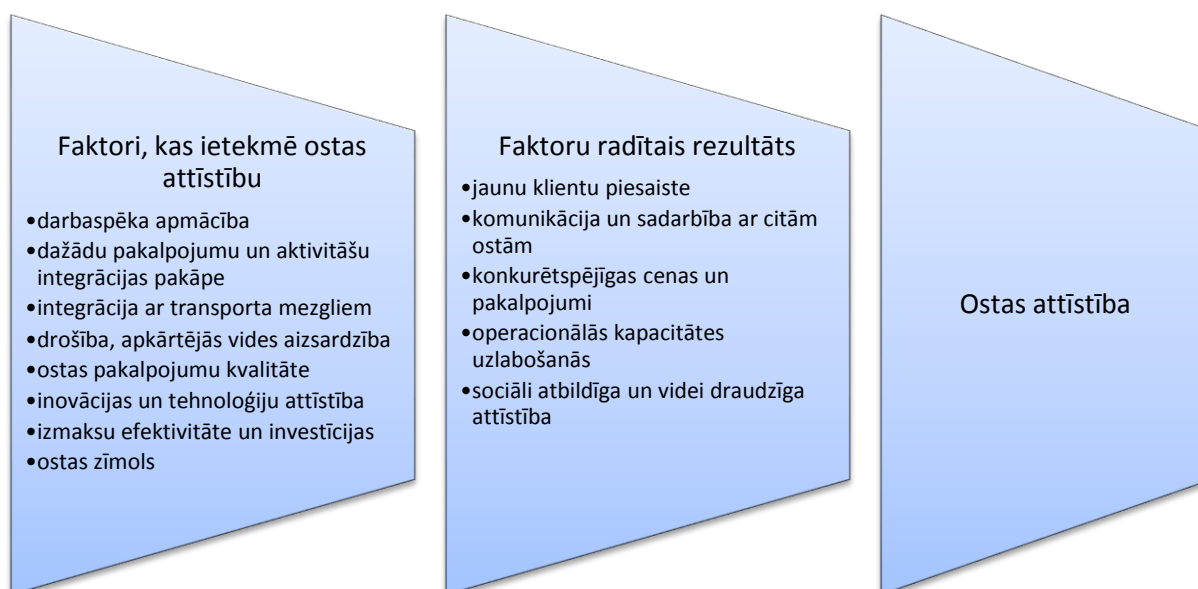 Faktori, kas ietekmē ostas
attīstību
•darbaspēka apmācība
•dažādu pakalpojumu un aktivitāšu
integrācijas pakāpe
•integrācija ar transporta mezgliem
•drošība, apkārtējās vides aizsardzība
•ostas pakalpojumu kvalitāte
•inovācijas un tehnoloģiju attīstība
•izmaksu efektivitāte un investīcijas
•ostas zīmols
Faktoru radītais rezultāts
•jaunu klientu piesaiste
•komunikācija un sadarbība ar citām
ostām
•konkurētspējīgas cenas un
pakalpojumi
•operacionālās kapacitātes
uzlabošanās
•sociāli atbildīga un videi draudzīga
attīstība
Ostas attīstība